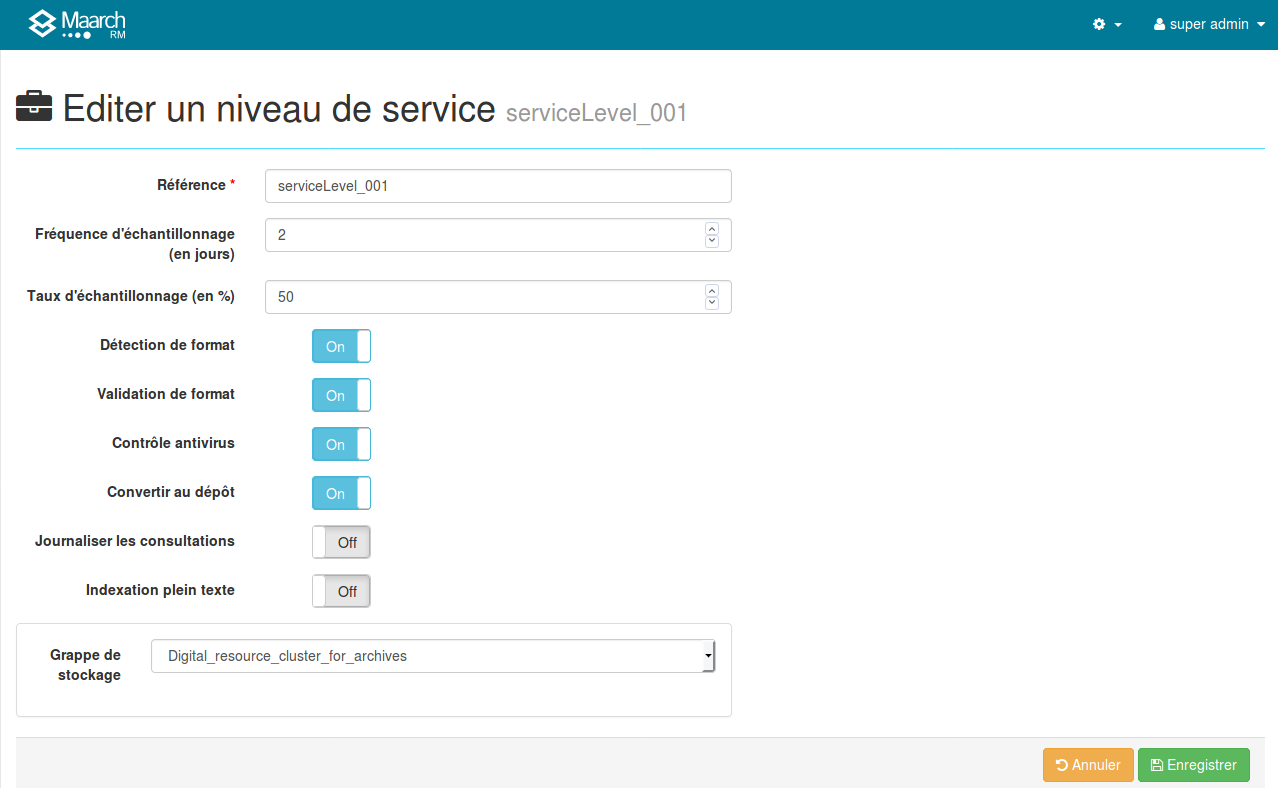 Maarch
RM
super admin
Editer un niveau de service serviceLevel_001
Référence * serviceLevel_001
Fréquence d'échantillonnage
(en jours)
2
Taux d'échantillonnage (en %) 50
Détection de format On
Validation de format On
Contrôle antivirus On
Convertir au dépôt On
Journaliser les consultations Off
Indexation plein texte Off
Grappe de
stockage
Digital_resource_cluster_for_archives
Annuler Enregistrer